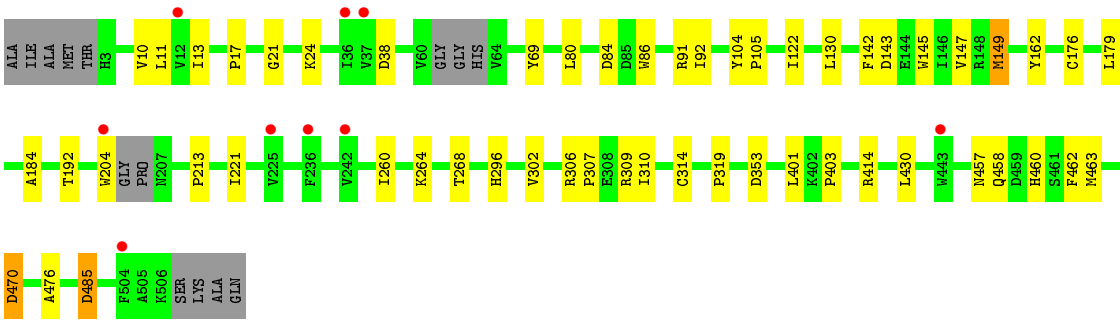 ALA ILE ALA MET THR H3 V10 L11 V12 I13 P17 G21 K24 I36 V37 D38 V60 GLY GLY HIS V64 Y69 L80 D84 D85 W86 R91 I92 Y104 P105 I122 L130 F142 D143 E144 W145 I146 V147 R148 M149 Y162 C176 L179
A184 T192 W204 GLY PRO N207 P213 I221 V225 F236 V242 I260 K264 T268 H296 V302 R306 P307 E308 R309 I310 C314 P319 D353 L401 K402 P403 R414 L430 W443 N457 Q458 D459 H460 S461 F462 M463
D470 A476 D485 F504 A505 K506 SER LYS ALA GLN